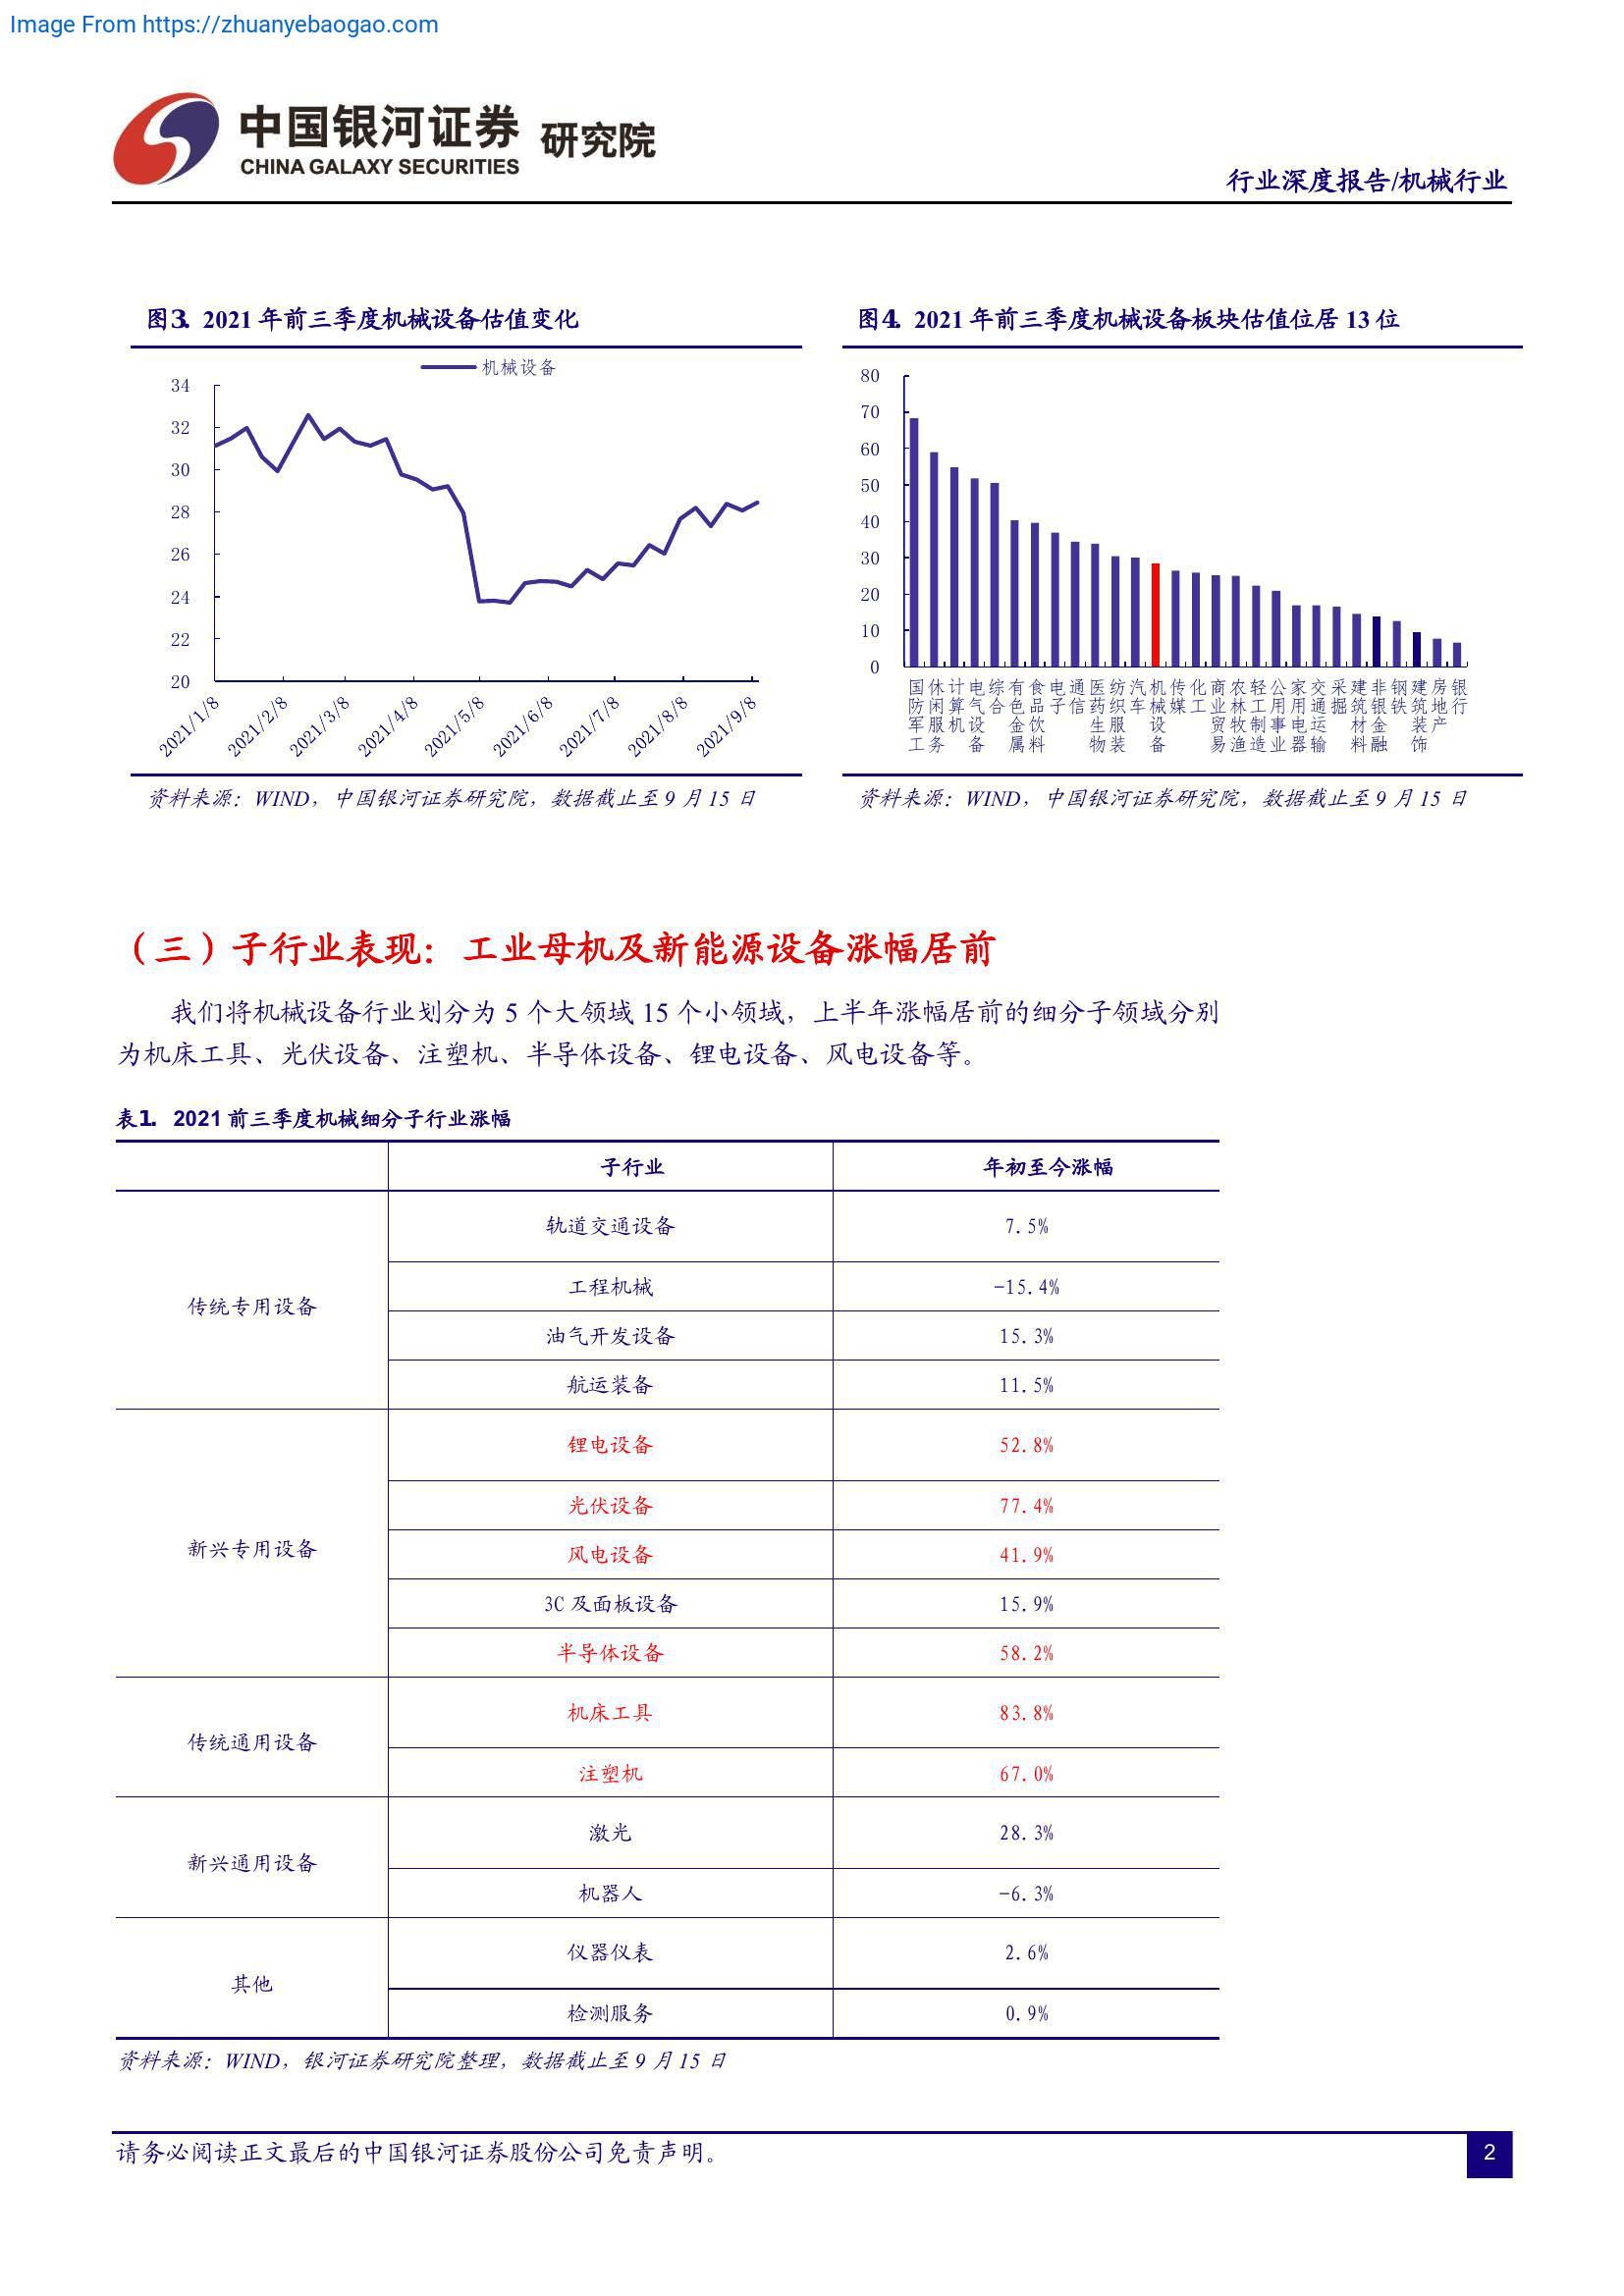 Image From https://zhuanyebaogao.com
中国银河证券 研究院
CHINA GALAXY SECURITIES
行业深度报告/机械行业
图3. 2021 年前三季度机械设备估值变化
机械设备
34
32
30
28
26
24
22
20
2021/1/8
2021/2/8
2021/3/8
2021/4/8
2021/5/8
2021/6/8
2021/7/8
2021/8/8
2021/9/8
资料来源：WIND，中国银河证券研究院，数据截止至 9 月 15 日
图4. 2021 年前三季度机械设备板块估值位居 13 位
80
70
60
50
40
30
20
10
0
国防军工
休闲服务
计算机
电气设备
综合
有色金属
食品饮料
电子
通信
医药生物
纺织服装
汽车
机械设备
传媒
化工
商业贸易
农林牧渔
轻工制造
公用事业
家用电器
交通运输
采掘
建筑材料
非银金融
钢铁
建筑装饰
房地产
银行
资料来源：WIND，中国银河证券研究院，数据截止至 9 月 15 日
（三）子行业表现：工业母机及新能源设备涨幅居前
我们将机械设备行业划分为 5 个大领域 15 个小领域，上半年涨幅居前的细分子领域分别
为机床工具、光伏设备、注塑机、半导体设备、锂电设备、风电设备等。
表1. 2021 前三季度机械细分子行业涨幅
子行业 年初至今涨幅
传统专用设备
轨道交通设备 7.5%
工程机械 -15.4%
油气开发设备 15.3%
航运装备 11.5%
新兴专用设备
锂电设备 52.8%
光伏设备 77.4%
风电设备 41.9%
3C 及面板设备 15.9%
半导体设备 58.2%
传统通用设备
机床工具 83.8%
注塑机 67.0%
新兴通用设备
激光 28.3%
机器人 -6.3%
其他
仪器仪表 2.6%
检测服务 0.9%
资料来源：WIND，银河证券研究院整理，数据截止至 9 月 15 日
请务必阅读正文最后的中国银河证券股份公司免责声明。
2